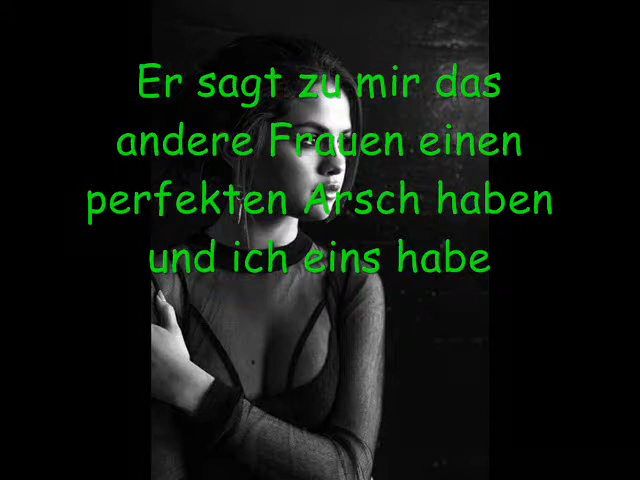 Er sagt zu mir das
andere Frauen einen
perfekten Arsch haben
und ich eins habe